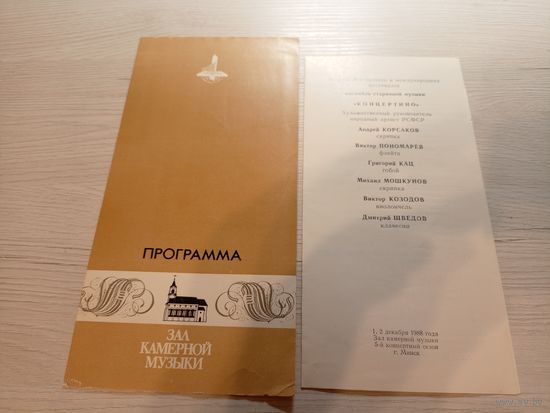 ПРОГРАММА
ЗАЛ
КАМЕРНОЙ
МУЗЫКИ
и международных
ансамбль старинной музыки
«КОНЦЕРТИНО»
Художественный руководитель
народный артист РСФСР
Андрей КОРСАКОВ
скрипка
Виктор ПОНОМАРЕВ
флейта
Григорий КАЦ
гобой
Михаил МОШКУНОВ
скрипка
Виктор КОЗОДОВ
виолончель
Дмитрий ШВЕДОВ
клавесин
1, 2 декабря 1988 года
Зал камерной музыки
5-й концертный сезон
г. Минск